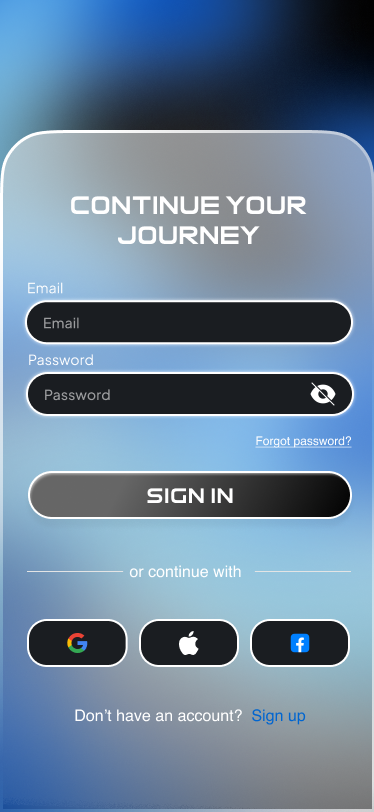 CONTINUE YOUR
JOURNEY
Email
Email
Password
Password
Forgot password?
SIGN IN
or continue with
Don’t have an account? Sign up